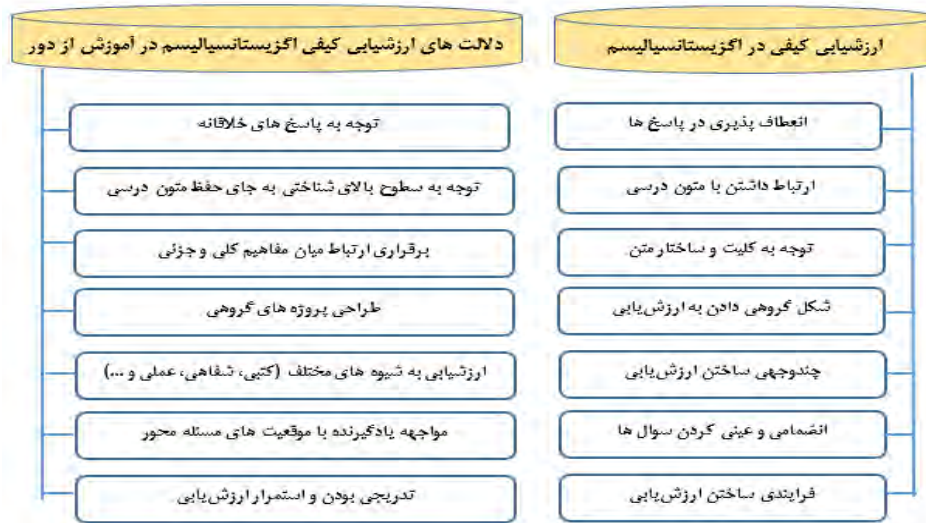 ارزشیابی کیفی در اگزیستانسیالیسم
انعطاف پذیری در پاسخ ها
ارتباط داشتن با متون درسی
توجه به کلیت و ساختار متن
شکل گروهی دادن به ارزش‌یابی
چندوجهی ساختن ارزش‌یابی
انضمامی و عینی کردن سوال ها
فرایندی ساختن ارزش‌یابی
دلالت های ارزشیابی کیفی اگزیستانسیالیسم در آموزش از دور
توجه به پاسخ های خلاقانه
توجه به سطوح بالای شناختی به جای حفظ متون درسی
برقراری ارتباط میان مفاهیم کلی و جزئی
طراحی پروژه های گروهی
ارزشیابی به شیوه های مختلف (کتبی، شفاهی، عملی و ...)
مواجهه یادگیرنده با موقعیت های مسئله محور
تدریجی بودن و استمرار ارزش‌یابی